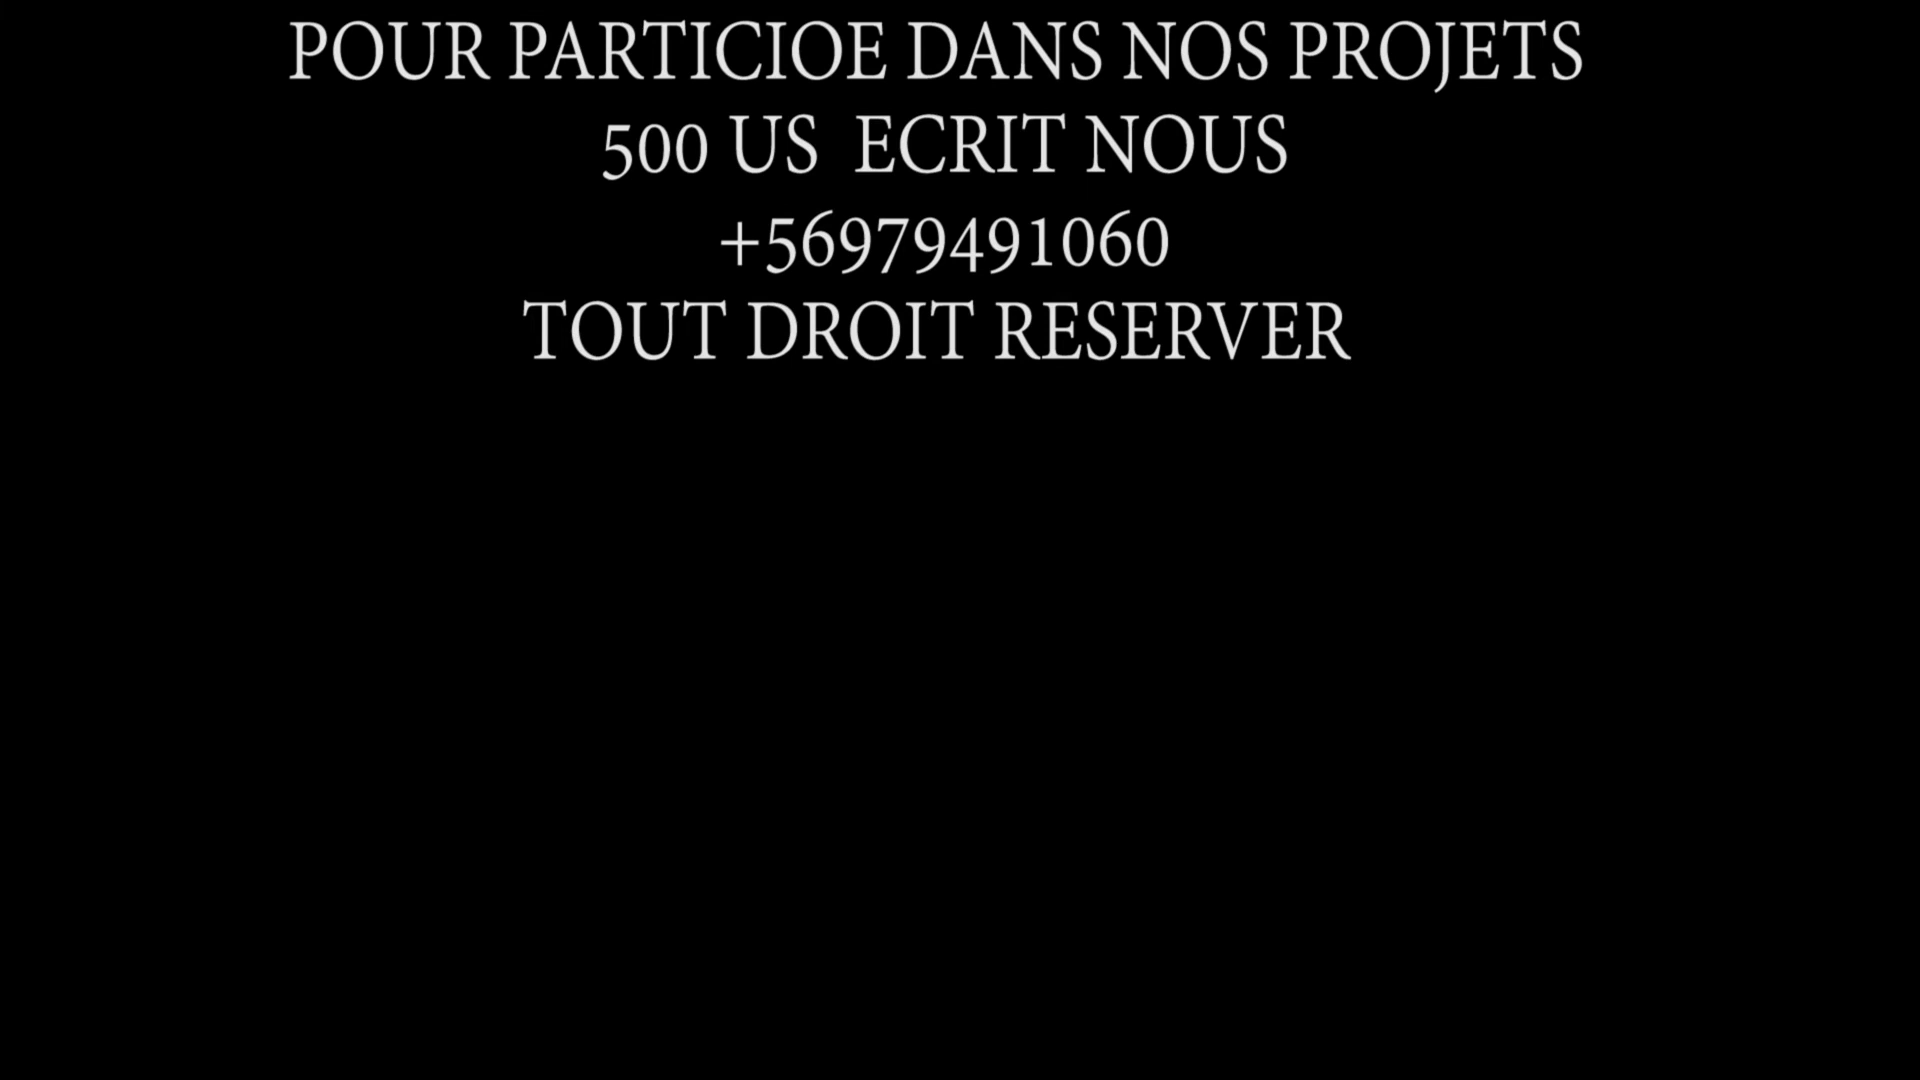 POUR PARTICIOE DANS NOS PROJETS
500 US  ECRIT NOUS
+56979491060
TOUT DROIT RESERVER